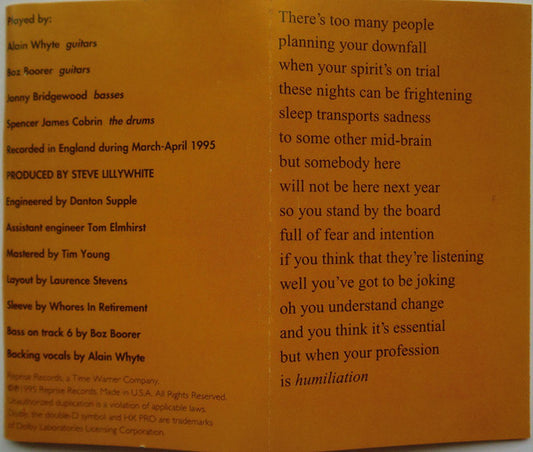 Played by:
Alain Whyte guitars
Boz Boorer guitars
Jonny Bridgewood basses
Spencer James Cobrin the drums
Recorded in England during March-April 1995
PRODUCED BY STEVE LILLYWHITE
Engineered by Danton Supple
Assistant engineer Tom Elmhirst
Mastered by Tim Young
Layout by Laurence Stevens
Sleeve by Whores In Retirement
Bass on track 6 by Boz Boorer
Backing vocals by Alain Whyte
Reprise Records, a Time Warner Company.
©℗1995 Reprise Records. Made in U.S.A. All Rights Reserved.
Unauthorized duplication is a violation of applicable laws.
Dolby, the double-D symbol and HX PRO are trademarks
of Dolby Laboratories Licensing Corporation.
There's too many people
planning your downfall
when your spirit's on trial
these nights can be frightening
sleep transports sadness
to some other mid-brain
but somebody here
will not be here next year
so you stand by the board
full of fear and intention
if you think that they're listening
well you've got to be joking
oh you understand change
and you think it's essential
but when your profession
is humiliation